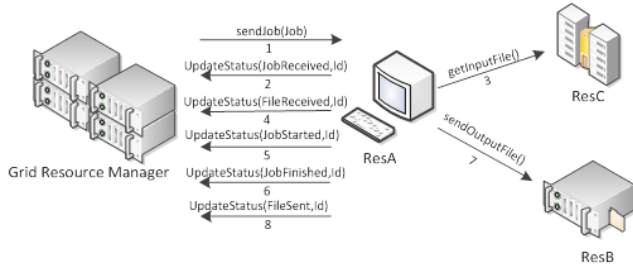 sendJob(Job)
1
UpdateStatus(JobReceived,Id)
2
UpdateStatus(FileReceived,Id)
4
UpdateStatus(JobStarted,Id)
5
UpdateStatus(JobFinished,Id)
6
UpdateStatus(FileSent,Id)
8
Grid Resource Manager
ResA
getInputFile()
3
ResC
sendOutputFile()
7
ResB